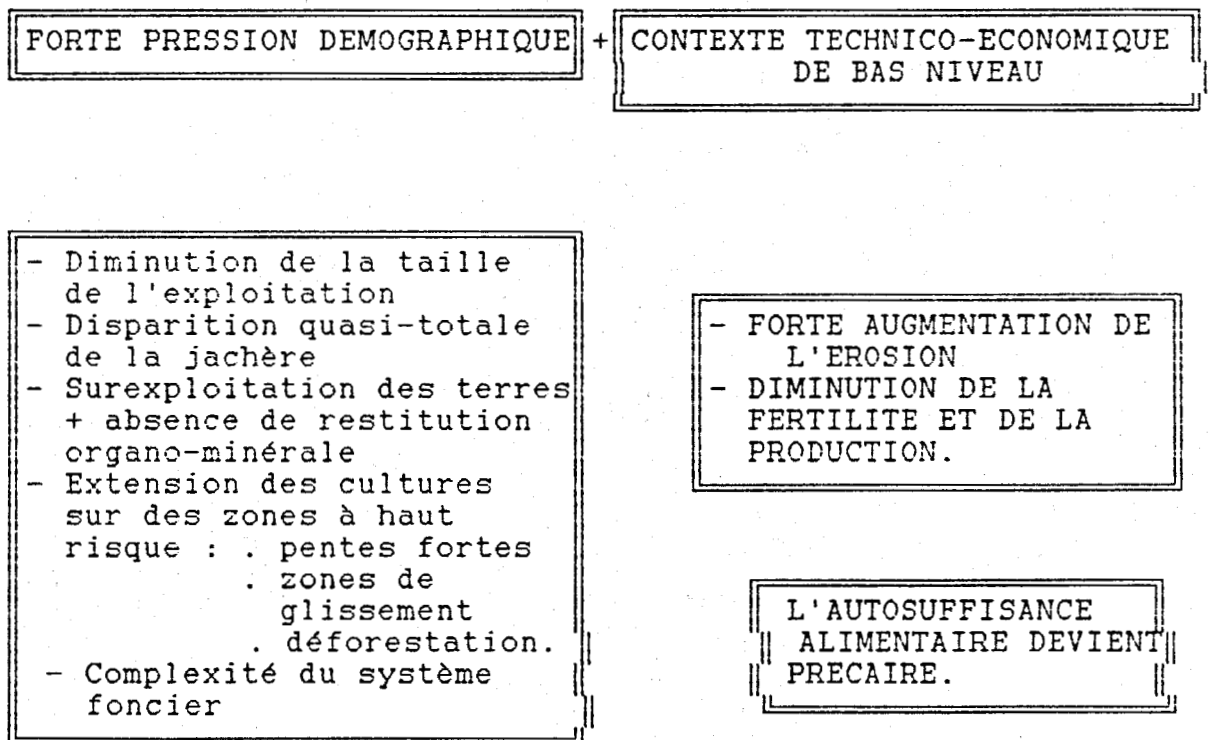 FORTE PRESSION DEMOGRAPHIQUE + CONTEXTE TECHNICO-ECONOMIQUE
DE BAS NIVEAU
- Diminution de la taille
de l'exploitation
- Disparition quasi-totale
de la jachère
- Surexploitation des terres
+ absence de restitution
organo-minérale
- Extension des cultures
sur des zones à haut
risque : . pentes fortes
. zones de
glissement
. déforestation.
- Complexité du système
foncier
- FORTE AUGMENTATION DE
L'EROSION
- DIMINUTION DE LA
FERTILITE ET DE LA
PRODUCTION.
L'AUTOSUFFISANCE
ALIMENTAIRE DEVIENT
PRECAIRE.